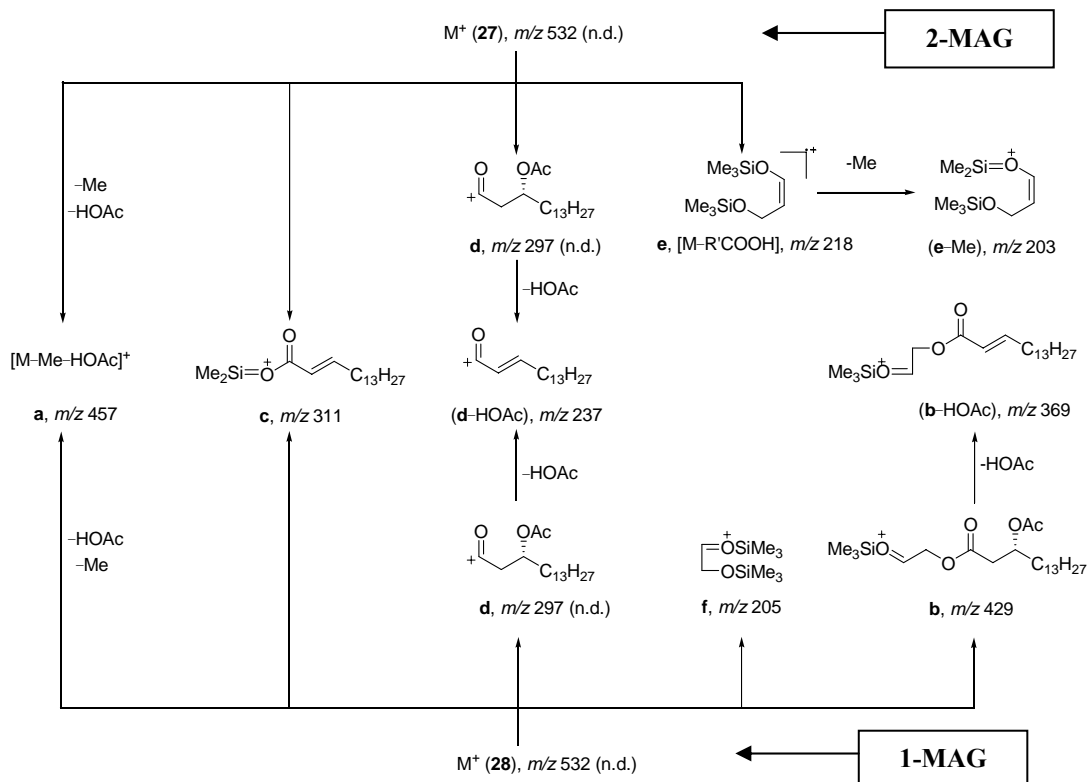 M+ (27), m/z 532 (n.d.)
2-MAG
–Me
–HOAc
O
OAc
+
C13H27
d, m/z 297 (n.d.)
Me3SiO
Me3SiO
•+
e, [M–R'COOH], m/z 218
-Me
Me2Si=O
+
Me3SiO
(e–Me), m/z 203
–HOAc
[M–Me–HOAc]+
a, m/z 457
O
Me2Si=O
+
C13H27
c, m/z 311
O
+
C13H27
(d–HOAc), m/z 237
O
O
C13H27
+
Me3SiO
(b–HOAc), m/z 369
–HOAc
-HOAc
–HOAc
–Me
O
OAc
+
C13H27
d, m/z 297 (n.d.)
+
OSiMe3
OSiMe3
f, m/z 205
+
Me3SiO
O
O
OAc
C13H27
b, m/z 429
M+ (28), m/z 532 (n.d.)
1-MAG